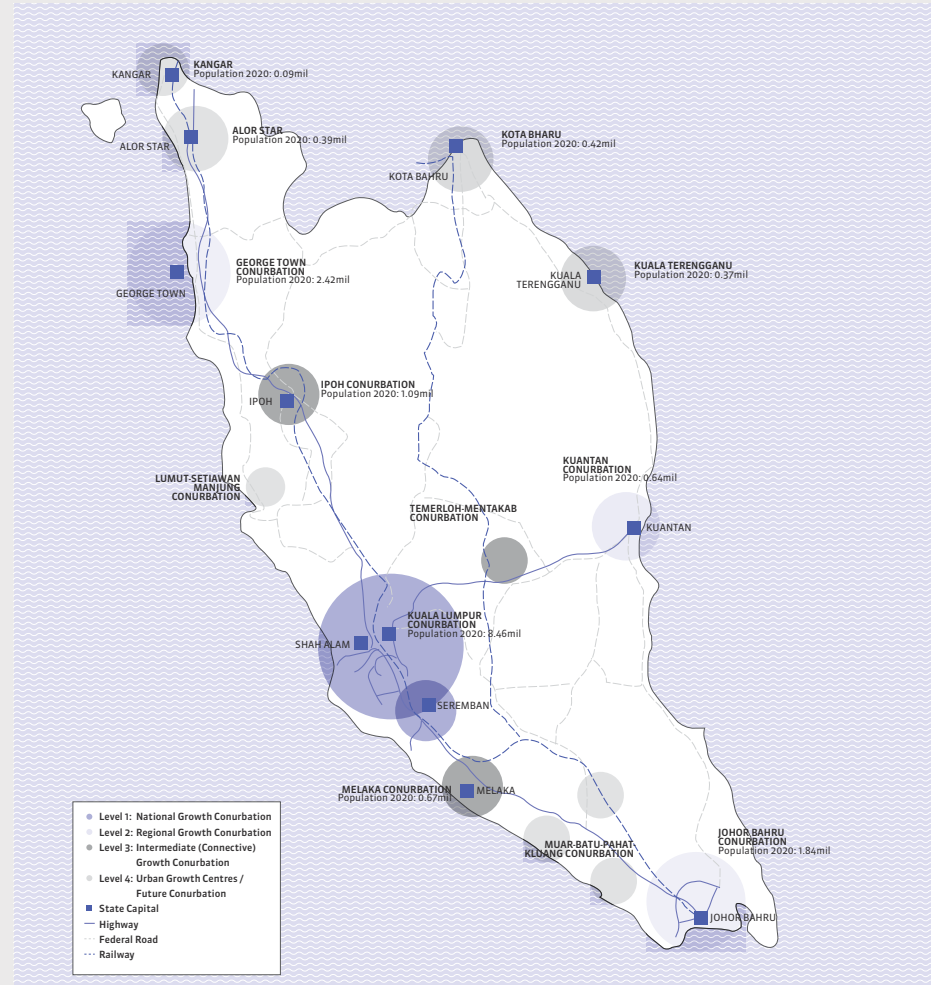 KANGAR
KANGAR
Population 2020: 0.09mil
ALOR STAR
ALOR STAR
Population 2020: 0.39mil
KOTA BHARU
Population 2020: 0.42mil
KOTA BAHRU
GEORGE TOWN
CONURBATION
Population 2020: 2.42mil
GEORGE TOWN
KUALA TERENGGANU
Population 2020: 0.37mil
KUALA
TERENGGANU
IPOH CONURBATION
Population 2020: 1.09mil
IPOH
LUMUT-SETIAWAN
MANJUNG
CONURBATION
KUANTAN
CONURBATION
Population 2020: 0.64mil
KUANTAN
TEMERLOH-MENTAKAB
CONURBATION
KUALA LUMPUR
CONURBATION
Population 2020: 8.46mil
SHAH ALAM
SEREMBAN
MELAKA CONURBATION
Population 2020: 0.67mil
MELAKA
MUAR-BATU-PAHAT-
KLUANG CONURBATION
JOHOR BAHRU
CONURBATION
Population 2020: 1.84mil
JOHOR BAHRU
Level 1: National Growth Conurbation
Level 2: Regional Growth Conurbation
Level 3: Intermediate (Connective)
Growth Conurbation
Level 4: Urban Growth Centres /
Future Conurbation
State Capital
Highway
Federal Road
Railway